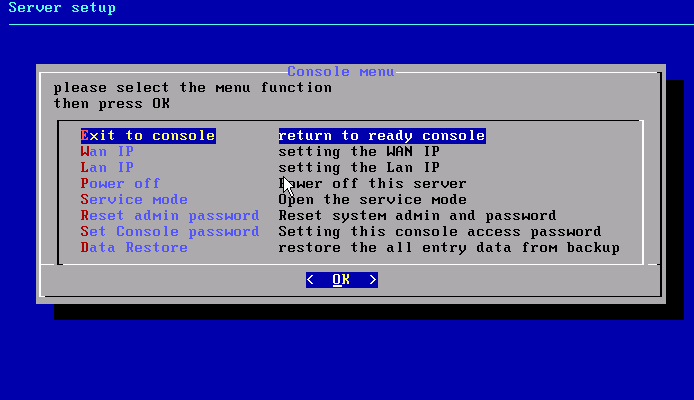 Server setup
Console menu
please select the menu function
then press OK
Exit to console return to ready console
Wan IP setting the WAN IP
Lan IP setting the Lan IP
Power off Power off this server
Service mode Open the service mode
Reset admin password Reset system admin and password
Set Console password Setting this console access password
Data Restore restore the all entry data from backup
< OK >